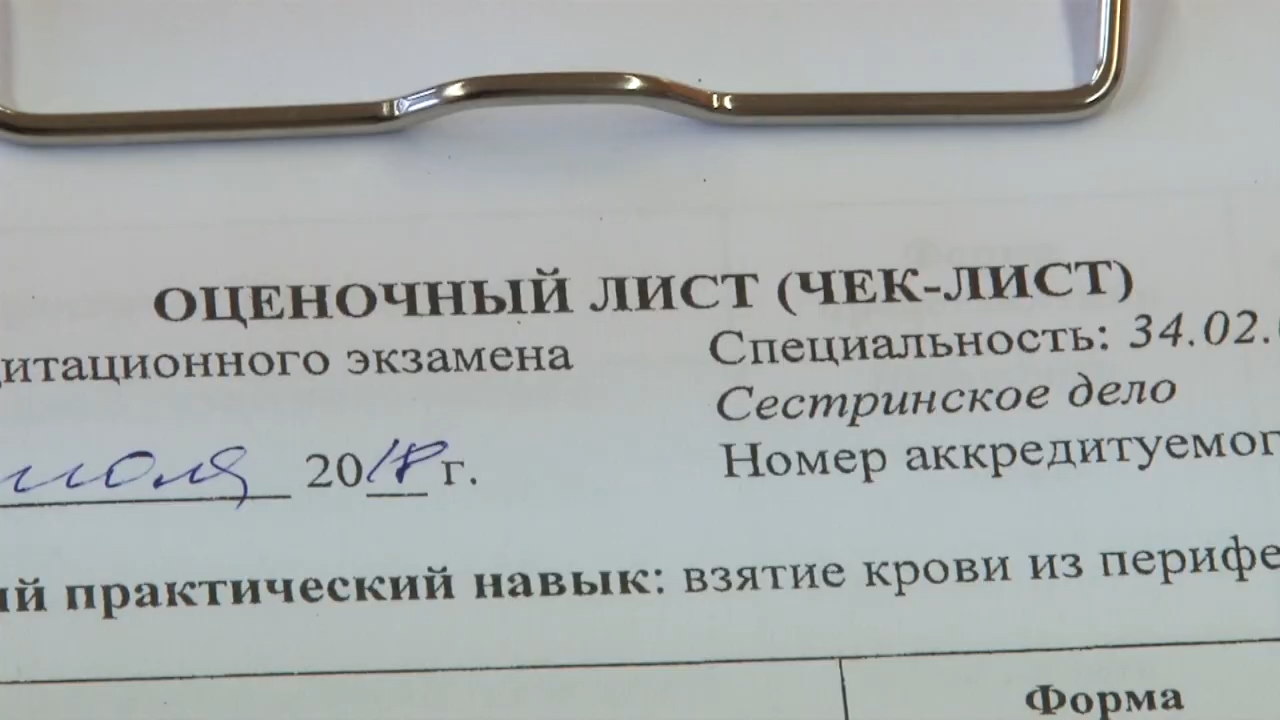 ОЦЕНОЧНЫЙ ЛИСТ (ЧЕК-ЛИСТ)
дитационного экзамена Специальность: 34.02.
Сестринское дело
июля 2018 г. Номер аккредитуемог
ий практический навык: взятие крови из перифе
Форма